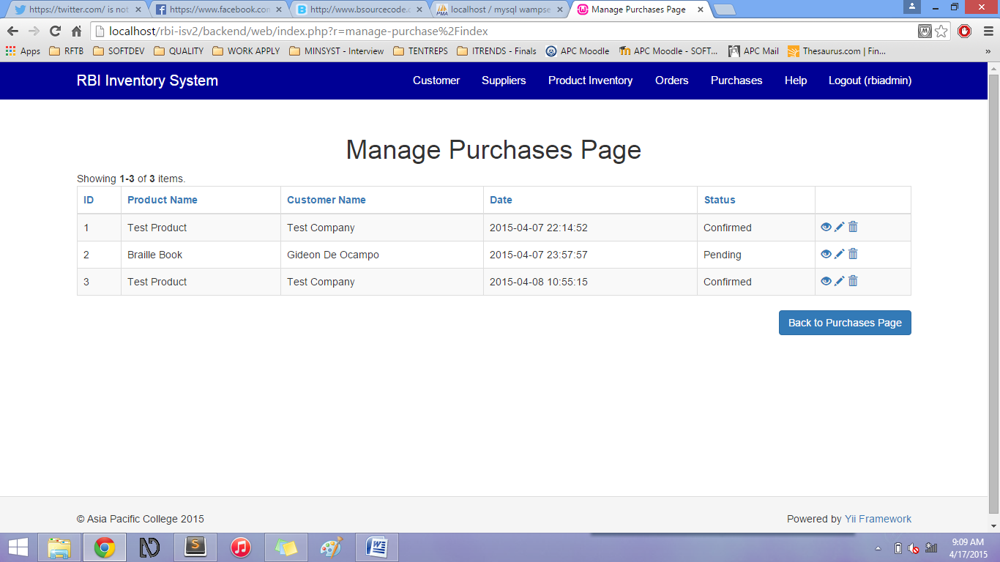 https://twitter.com/ is not
https://www.facebook.con
http://www.bsourcecode.c
localhost / mysql wampse
Manage Purchases Page
localhost/rbi-isv2/backend/web/index.php?r=manage-purchase%2Findex
Apps RFTB SOFTDEV QUALITY WORK APPLY MINSYST - Interview TENTREPS ITRENDS - Finals APC Moodle APC Moodle - SOFT... APC Mail Thesaurus.com | Fin... »
RBI Inventory System Customer Suppliers Product Inventory Orders Purchases Help Logout (rbiadmin)
Manage Purchases Page
Showing 1-3 of 3 items.
ID Product Name Customer Name Date Status
1 Test Product Test Company 2015-04-07 22:14:52 Confirmed
2 Braille Book Gideon De Ocampo 2015-04-07 23:57:57 Pending
3 Test Product Test Company 2015-04-08 10:55:15 Confirmed
Back to Purchases Page
© Asia Pacific College 2015 Powered by Yii Framework
9:09 AM
4/17/2015